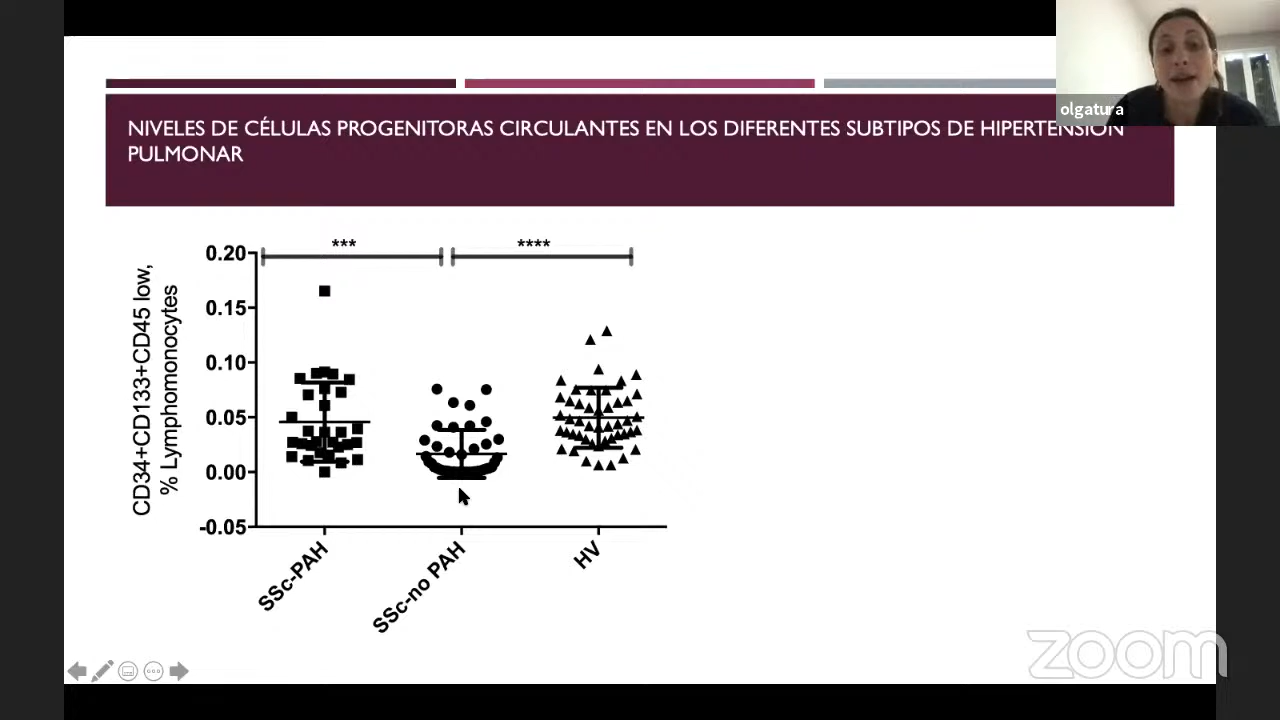 olgatura
NIVELES DE CÉLULAS PROGENITORAS CIRCULANTES EN LOS DIFERENTES SUBTIPOS DE HIPERTENSIÓN
PULMONAR
*** ****
CD34+CD133+CD45 low,
% Lymphomonocytes
0.20
0.15
0.10
0.05
0.00
-0.05
SSc-PAH
SSc-no PAH
HV
zoom